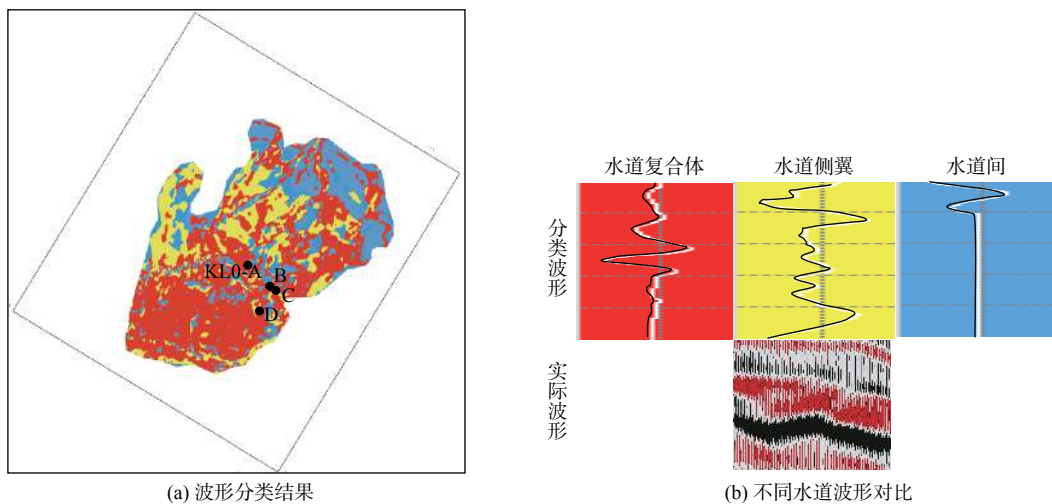 KL0-A
B
C
D
(a) 波形分类结果
水道复合体
水道侧翼
水道间
分类波形
实际波形
(b) 不同水道波形对比